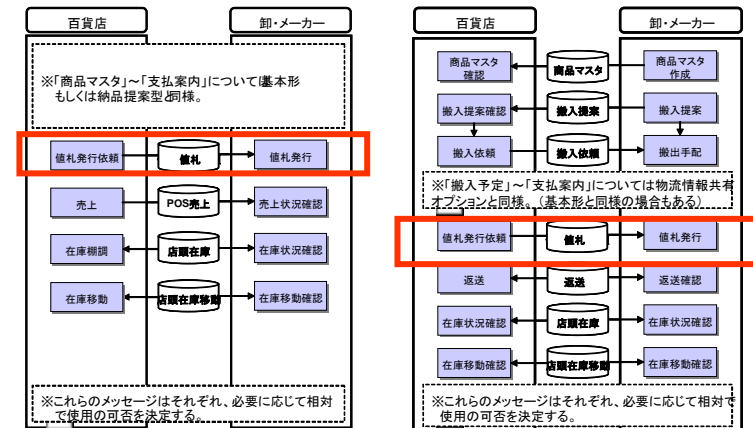 百貨店
卸・メーカー
※「商品マスタ」～「支払案内」については基本形
もしくは納品提案型と同様。
値札発行依頼
値札
値札発行
売上
POS売上
売上状況確認
在庫棚調
店頭在庫
在庫状況確認
在庫移動
店頭在庫移動
在庫移動確認
※これらのメッセージはそれぞれ、必要に応じて相対
で使用の可否を決定する。
百貨店
卸・メーカー
商品マスタ
確認
商品マスタ
商品マスタ
作成
搬入提案確認
搬入提案
搬入提案
搬入依頼
搬入依頼
搬出手配
※「搬入予定」～「支払案内」については物流情報共有
オプションと同様。（基本形と同様の場合もある）
値札発行依頼
値札
値札発行
返送
返送
返送確認
在庫状況確認
店頭在庫
在庫状況確認
在庫移動確認
店頭在庫移動
在庫移動確認
※これらのメッセージはそれぞれ、必要に応じて相対で
使用の可否を決定する。